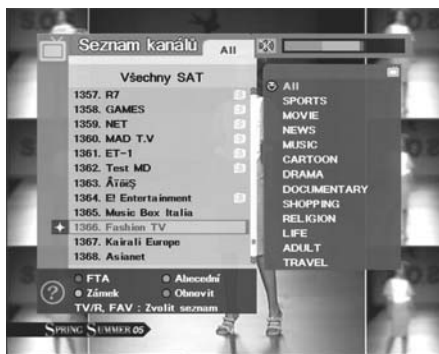 Seznam kanálů
All
Všechny SAT
1357. R7
1358. GAMES
1359. NET
1360. MAD T.V
1361. ET-1
1362. Test MD
1363. ÂïöëŞ
1364. E! Entertainment
1365. Music Box Italia
1366. Fashion TV
1367. Kairali Europe
1368. Asianet
All
SPORTS
MOVIE
NEWS
MUSIC
CARTOON
DRAMA
DOCUMENTARY
SHOPPING
RELIGION
LIFE
ADULT
TRAVEL
FTA
Abecední
Zámek
Obnovit
TV/R, FAV : Zvolit seznam
SPRING SUMMER 05